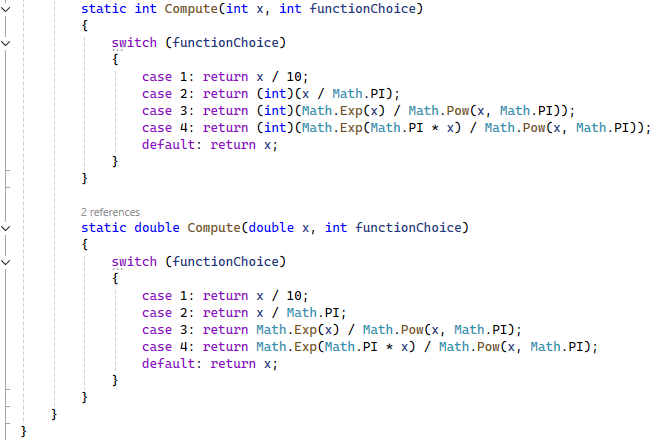 static int Compute(int x, int functionChoice)
{
switch (functionChoice)
{
case 1: return x / 10;
case 2: return (int)(x / Math.PI);
case 3: return (int)(Math.Exp(x) / Math.Pow(x, Math.PI));
case 4: return (int)(Math.Exp(Math.PI * x) / Math.Pow(x, Math.PI));
default: return x;
}
}
2 references
static double Compute(double x, int functionChoice)
{
switch (functionChoice)
{
case 1: return x / 10;
case 2: return x / Math.PI;
case 3: return Math.Exp(x) / Math.Pow(x, Math.PI);
case 4: return Math.Exp(Math.PI * x) / Math.Pow(x, Math.PI);
default: return x;
}
}
}
}